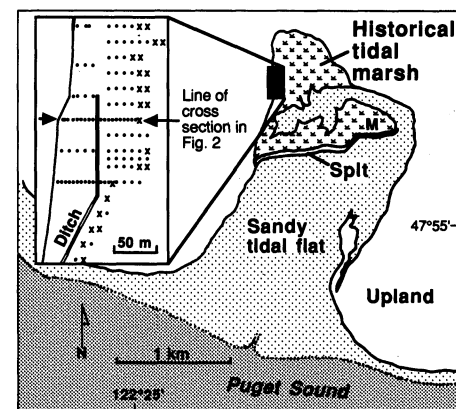 Historical
tidal
marsh
Line of
cross
section in
Fig. 2
M
Spit
Ditch
50 m
Sandy
tidal flat
47°55'
Upland
N
1 km
122°25'
Puget Sound